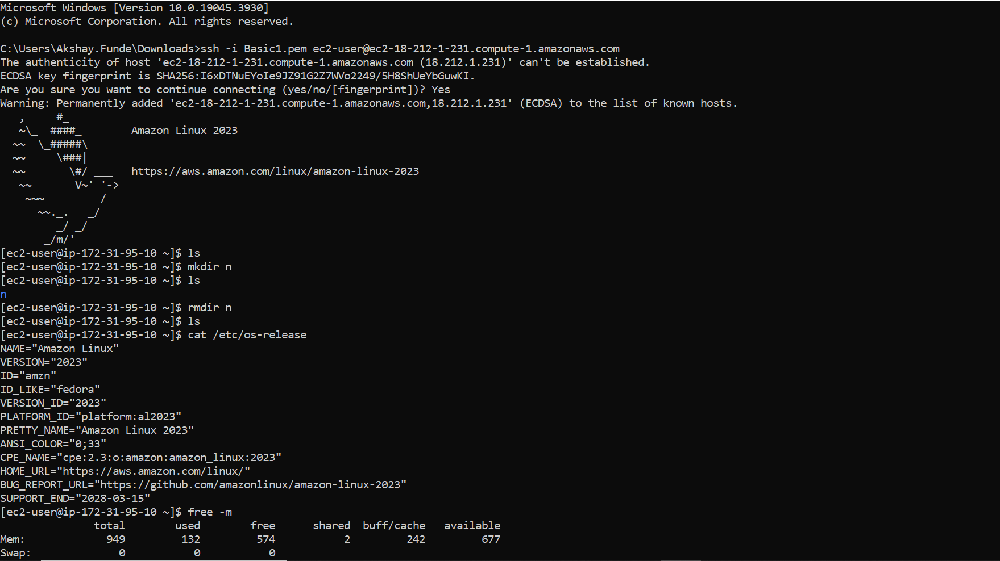 Microsoft Windows [Version 10.0.19045.3930]
(c) Microsoft Corporation. All rights reserved.

C:\Users\Akshay.Funde\Downloads>ssh -i Basic1.pem ec2-user@ec2-18-212-1-231.compute-1.amazonaws.com
The authenticity of host 'ec2-18-212-1-231.compute-1.amazonaws.com (18.212.1.231)' can't be established.
ECDSA key fingerprint is SHA256:I6xDTNuEYoIe9JZ91G2Z7WVo2249/5H8ShUeYbGuwKI.
Are you sure you want to continue connecting (yes/no/[fingerprint])? Yes
Warning: Permanently added 'ec2-18-212-1-231.compute-1.amazonaws.com,18.212.1.231' (ECDSA) to the list of known hosts.
   ,     #_
   ~\_  ####_        Amazon Linux 2023
  ~~  \_#####\
  ~~     \###|
  ~~       \#/ ___   https://aws.amazon.com/linux/amazon-linux-2023
   ~~       V~' '->
    ~~~         /
      ~~._.   _/
         _/ _/
       _/m/'
[ec2-user@ip-172-31-95-10 ~]$ ls
[ec2-user@ip-172-31-95-10 ~]$ mkdir n
[ec2-user@ip-172-31-95-10 ~]$ ls
n
[ec2-user@ip-172-31-95-10 ~]$ rmdir n
[ec2-user@ip-172-31-95-10 ~]$ ls
[ec2-user@ip-172-31-95-10 ~]$ cat /etc/os-release
NAME="Amazon Linux"
VERSION="2023"
ID="amzn"
ID_LIKE="fedora"
VERSION_ID="2023"
PLATFORM_ID="platform:al2023"
PRETTY_NAME="Amazon Linux 2023"
ANSI_COLOR="0;33"
CPE_NAME="cpe:2.3:o:amazon:amazon_linux:2023"
HOME_URL="https://aws.amazon.com/linux/"
BUG_REPORT_URL="https://github.com/amazonlinux/amazon-linux-2023"
SUPPORT_END="2028-03-15"
[ec2-user@ip-172-31-95-10 ~]$ free -m
               total        used        free      shared  buff/cache   available
Mem:             949         132         574           2         242         677
Swap:              0           0           0